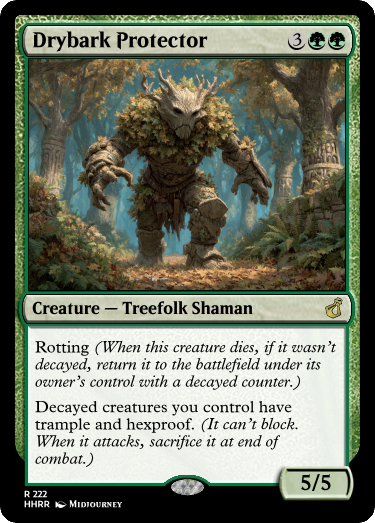 Drybark Protector 3
Creature — Treefolk Shaman
Rotting (When this creature dies, if it wasn't
decayed, return it to the battlefield under its
owner's control with a decayed counter.)
Decayed creatures you control have
trample and hexproof. (It can't block.
When it attacks, sacrifice it at end of
combat.)
5/5
R 222
HHRR Midjourney